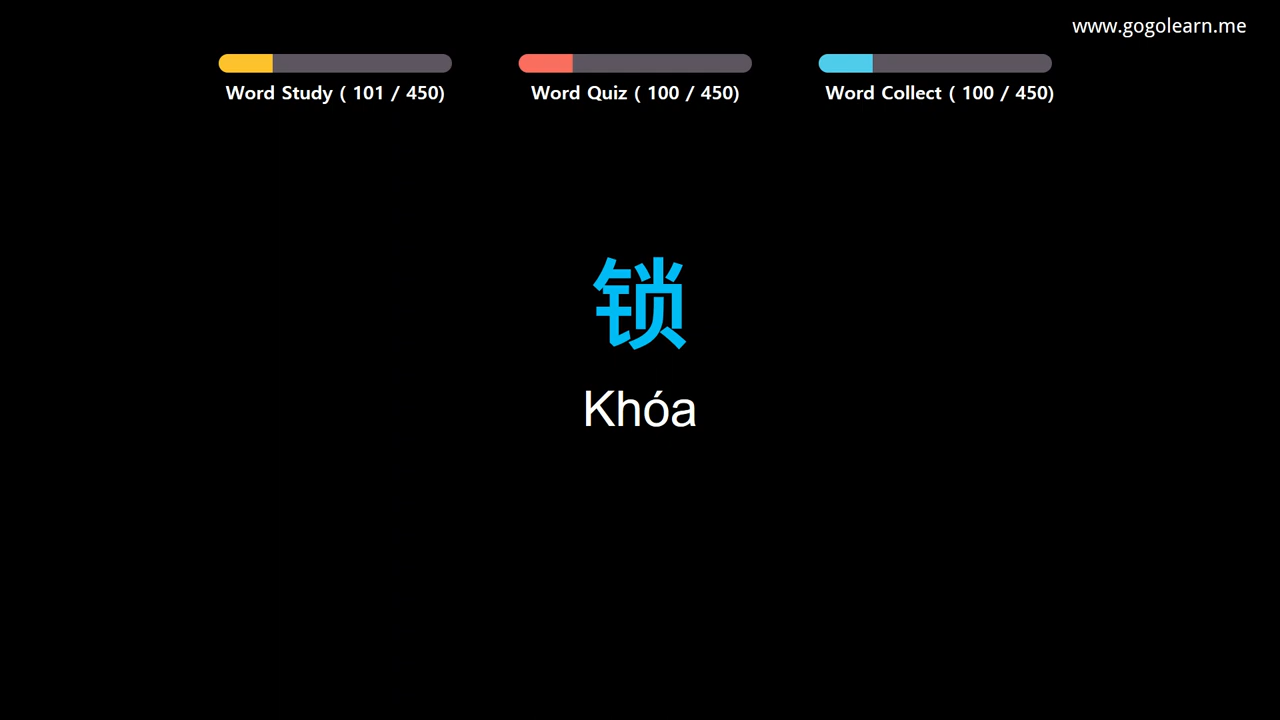 www.gogolearn.me
Word Study ( 101 / 450)
Word Quiz ( 100 / 450)
Word Collect ( 100 / 450)
锁
Khóa